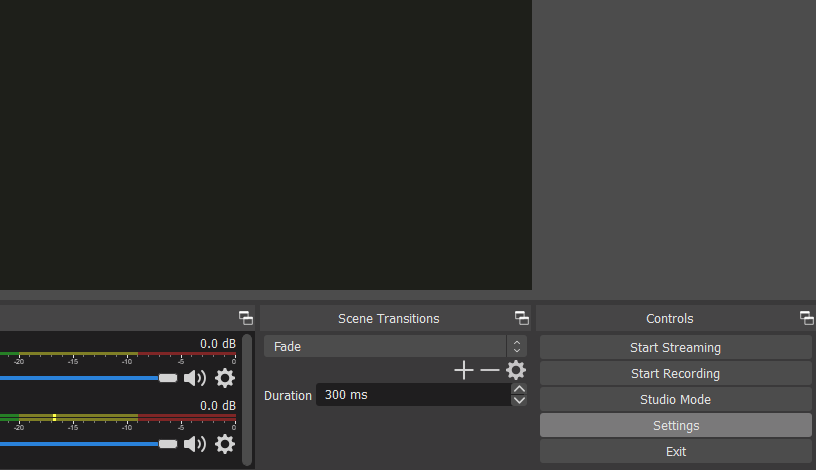 Scene Transitions
Controls
0.0 dB
-20 -15 -10 -5 0
0.0 dB
-20 -15 -10 -5 0
Fade
Duration 300 ms
Start Streaming
Start Recording
Studio Mode
Settings
Exit